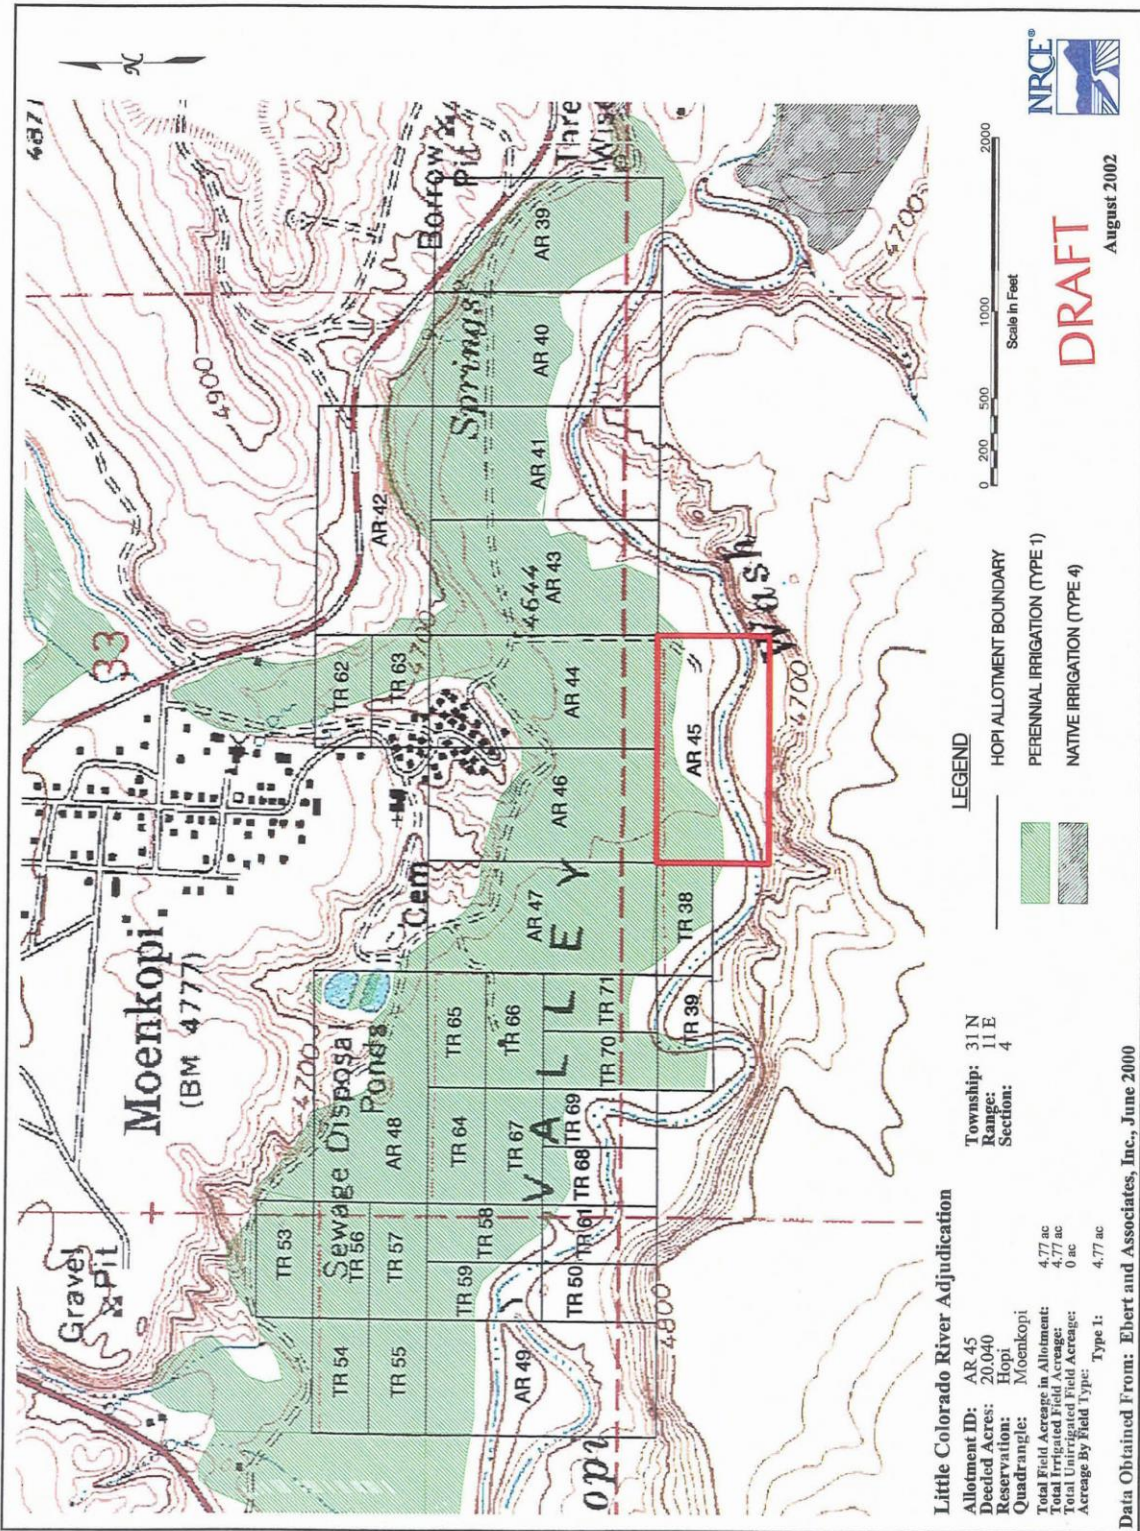 4871
N
Gravel
Pit
Moenkopi
(BM 4777)
33
4900
Borrow
Pit
Sewage Disposal
Ponds
Cem
4700
4700
Springs
4644
V A L L E Y
Wash
4700
4700
4800
TR 53
TR 54
TR 55
TR 56
TR 57
TR 58
TR 59
AR 48
TR 64
TR 65
TR 66
TR 67
TR 62
TR 63
AR 42
AR 39
AR 40
AR 41
AR 43
AR 44
AR 46
AR 47
AR 49
TR 50
TR 61
TR 68
TR 69
TR 70
TR 71
TR 39
TR 38
AR 45
Little Colorado River Adjudication
Allotment ID: AR 45
Deeded Acres: 20.040
Reservation: Hopi
Quadrangle: Moenkopi
Township: 31 N
Range: 11 E
Section: 4
Total Field Acreage in Allotment: 4.77 ac
Total Irrigated Field Acreage: 4.77 ac
Total Unirrigated Field Acreage: 0 ac
Acreage By Field Type: Type 1: 4.77 ac
Data Obtained From: Ebert and Associates, Inc., June 2000
LEGEND
HOPI ALLOTMENT BOUNDARY
PERENNIAL IRRIGATION (TYPE 1)
NATIVE IRRIGATION (TYPE 4)
0 200 500 1000 2000
Scale in Feet
DRAFT
August 2002
NRCE®